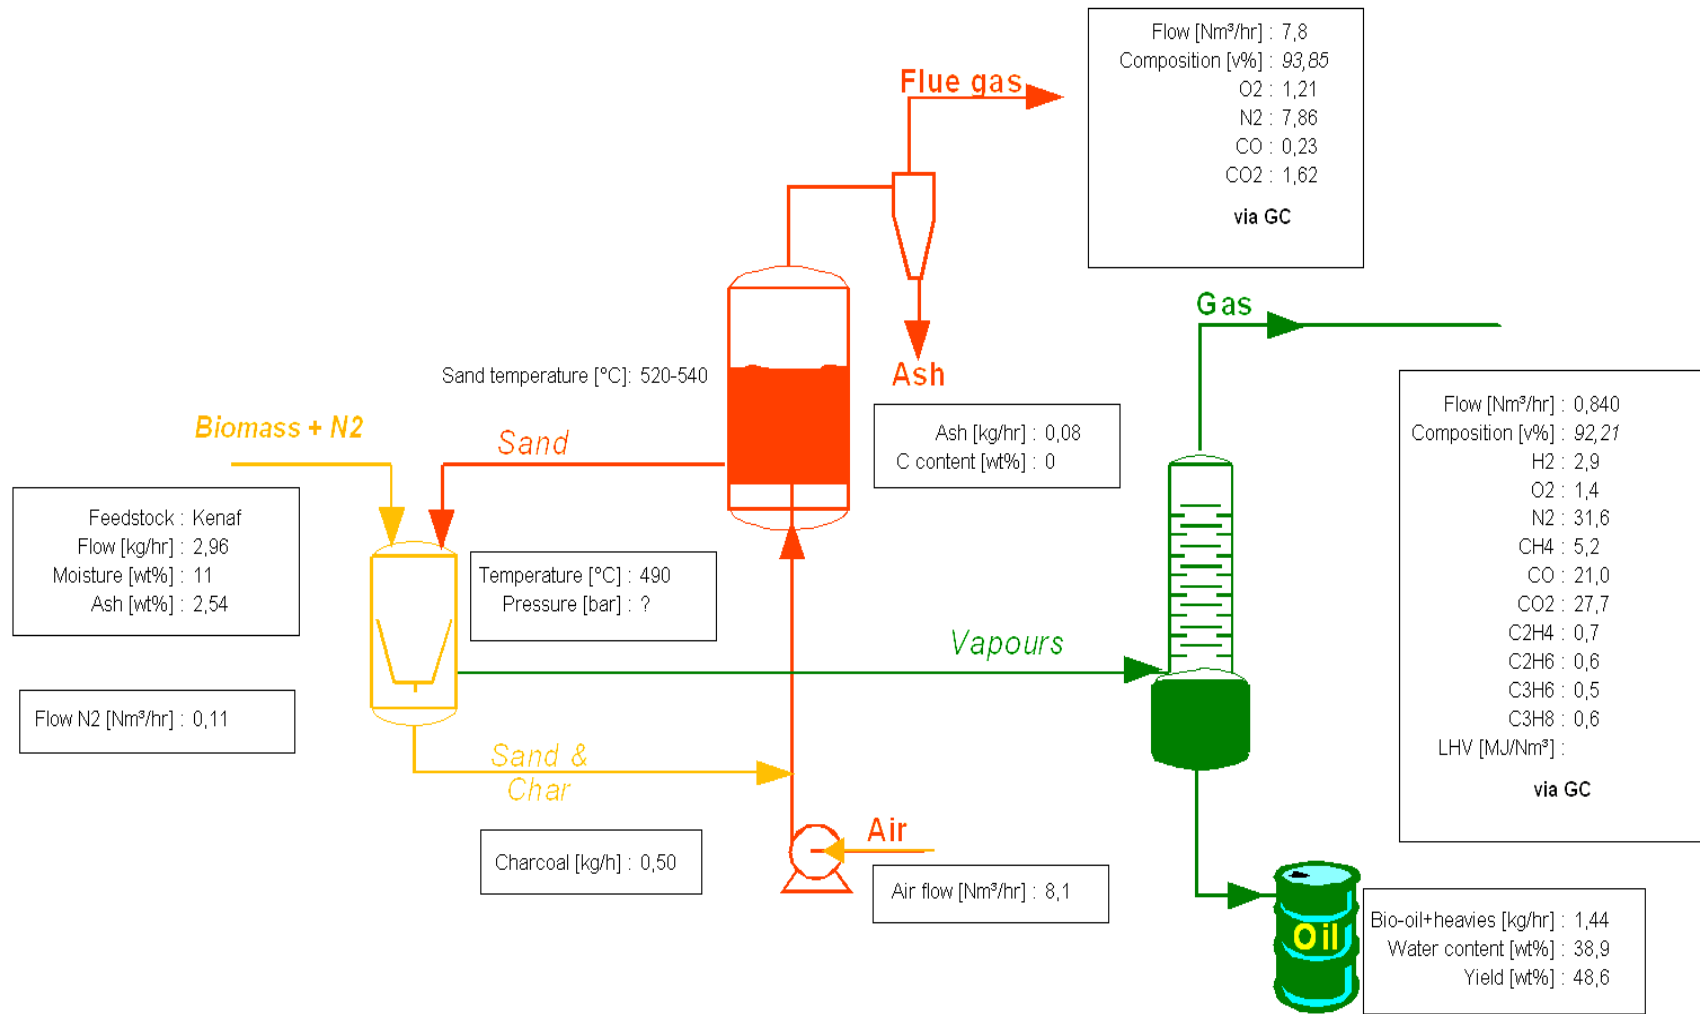 Flow [Nm³/hr] : 7,8
Composition [v%] : 93,85
O2 : 1,21
N2 : 7,86
CO : 0,23
CO2 : 1,62
via GC
Flue gas
Gas
Ash
Sand temperature [°C]: 520-540
Ash [kg/hr] : 0,08
C content [wt%] : 0
Biomass + N2
Sand
Feedstock : Kenaf
Flow [kg/hr] : 2,96
Moisture [wt%] : 11
Ash [wt%] : 2,54
Temperature [°C] : 490
Pressure [bar] : ?
Vapours
Flow [Nm³/hr] : 0,840
Composition [v%] : 92,21
H2 : 2,9
O2 : 1,4
N2 : 31,6
CH4 : 5,2
CO : 21,0
CO2 : 27,7
C2H4 : 0,7
C2H6 : 0,6
C3H6 : 0,5
C3H8 : 0,6
LHV [MJ/Nm³] :
via GC
Flow N2 [Nm³/hr] : 0,11
Sand &
Char
Charcoal [kg/h] : 0,50
Air
Air flow [Nm³/hr] : 8,1
Oil
Bio-oil+heavies [kg/hr] : 1,44
Water content [wt%] : 38,9
Yield [wt%] : 48,6